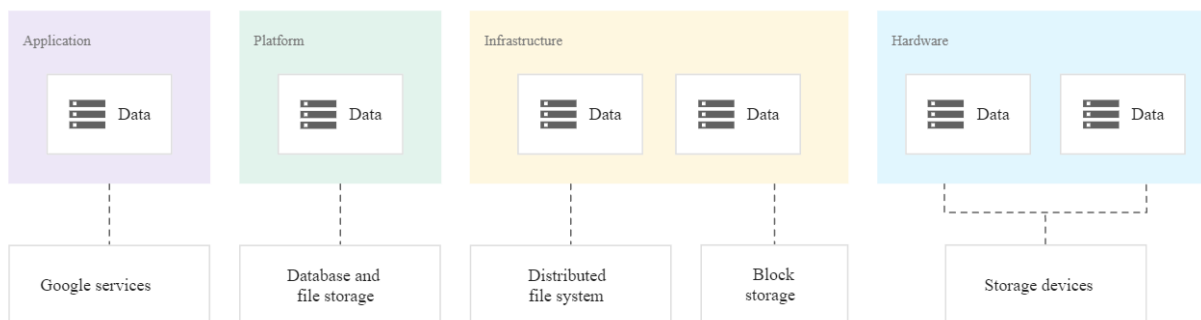 Application
Platform
Infrastructure
Hardware
Data
Data
Data
Data
Data
Data
Google services
Database and
file storage
Distributed
file system
Block
storage
Storage devices